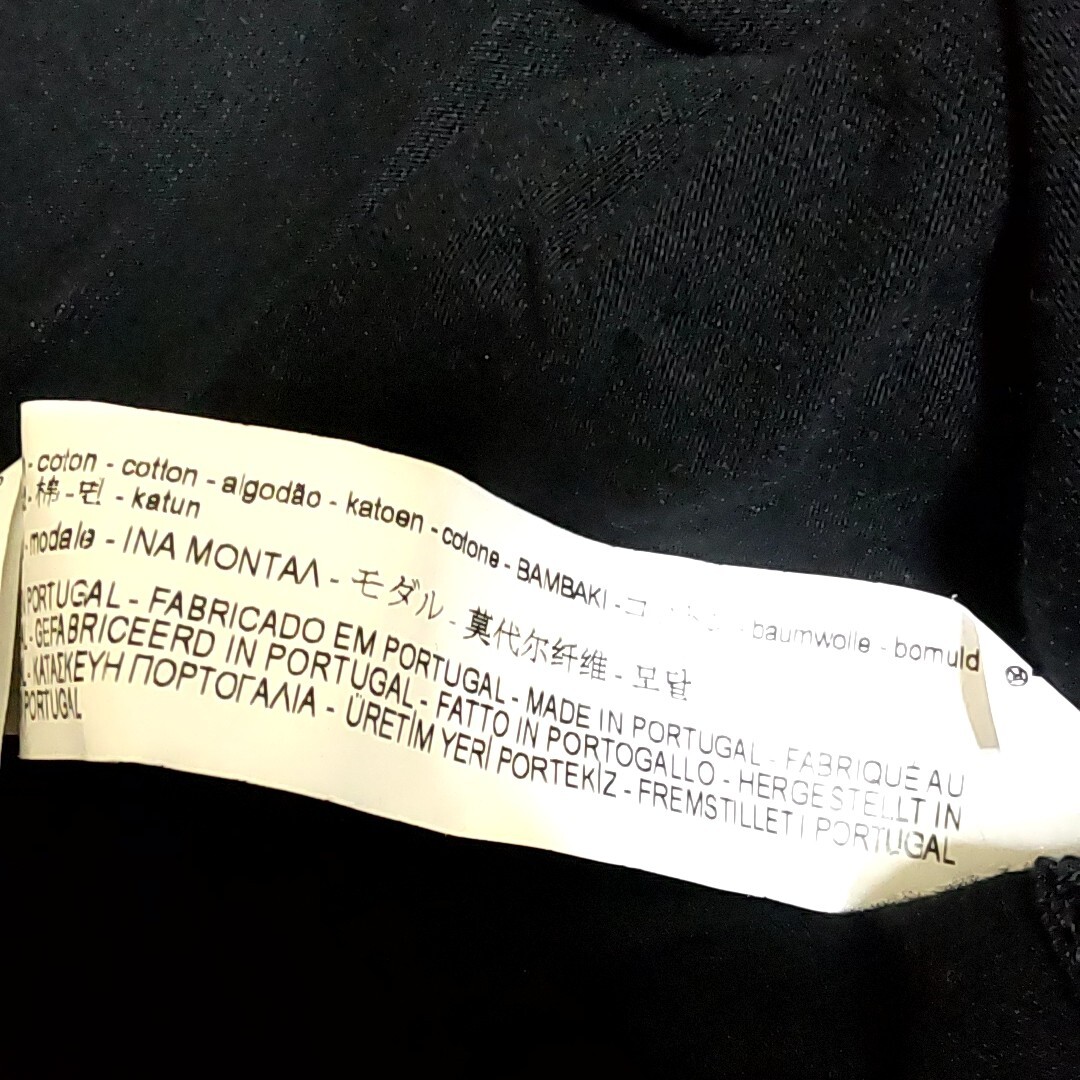 - coton - cotton - algodão - katoen - cotone - BAMBAKI - - baumwolle - bomuld
- 棉 - 면 - katun
- modale - INA MONTAΛ - モダル - 莫代尔纤维 - 모달
PORTUGAL - FABRICADO EM PORTUGAL - MADE IN PORTUGAL - FABRIQUÉ AU
- GEFABRICEERD IN PORTUGAL - FATTO IN PORTOGALLO - HERGESTELLT IN
- ΚΑΤΑΣΚΕΥΗ ΠΟΡΤΟΓΑΛΙΑ - ÜRETİM YERİ PORTEKİZ - FREMSTILLET I PORTUGAL
PORTUGAL